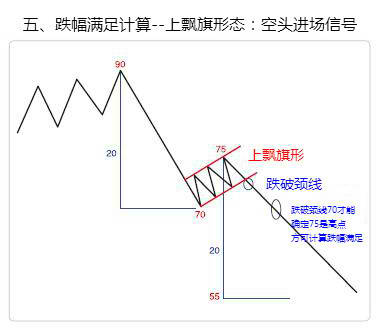 五、跌幅满足计算--上飘旗形态：空头进场信号
90
75
上飘旗形
20
跌破颈线
70
跌破颈线70才能
确定75是高点
方可计算跌幅满足
20
55